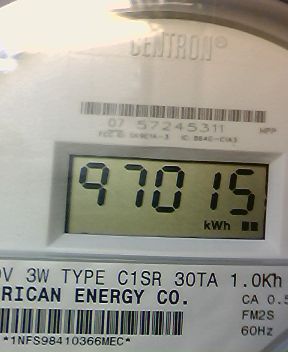 CENTRON®
07 57245311
97015
kWh
V 3W TYPE C1SR 30TA 1.0Kh
RICAN ENERGY CO.
CA 0.5
FM2S
60Hz
*1NFS98410366MEC*